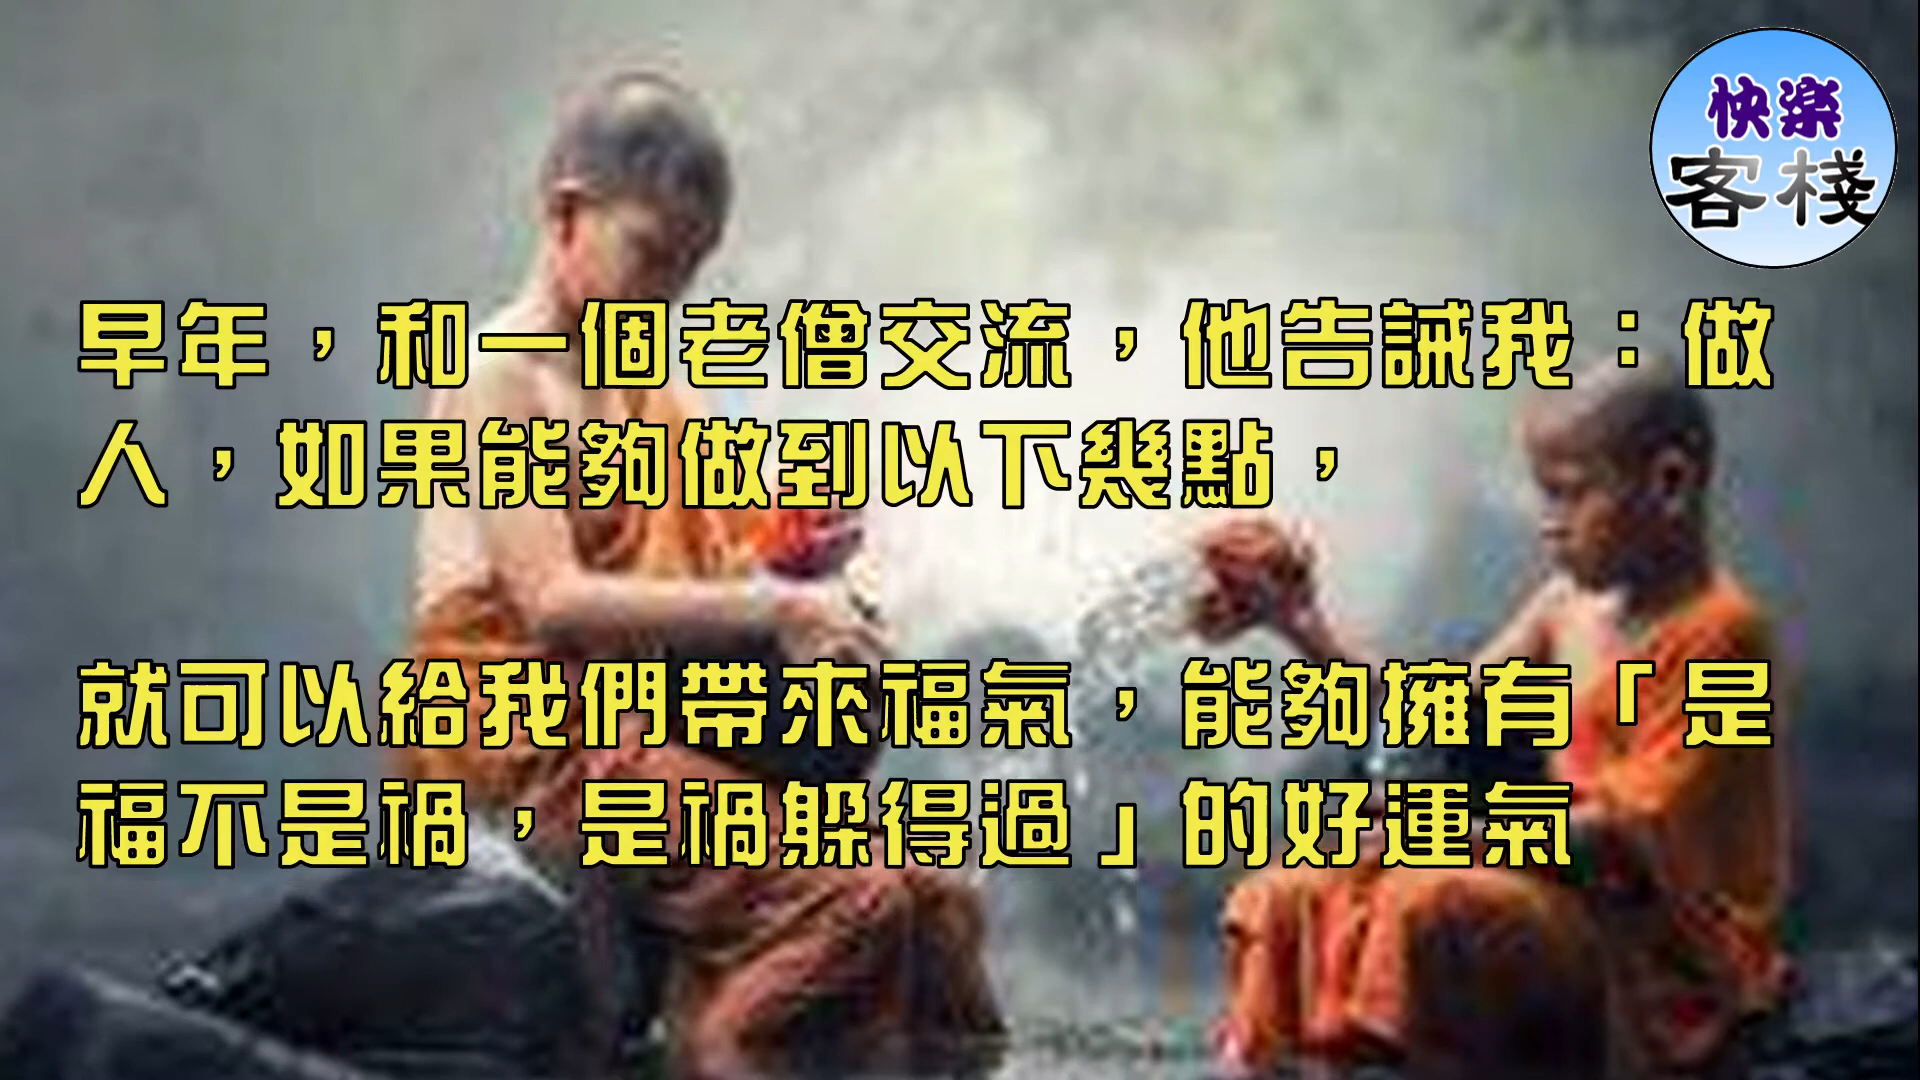 快樂
客棧
早年，和一個老僧交流，他告誡我：做
人，如果能夠做到以下幾點，
就可以給我們帶來福氣，能夠擁有「是
福不是禍，是禍躲得過」的好運氣